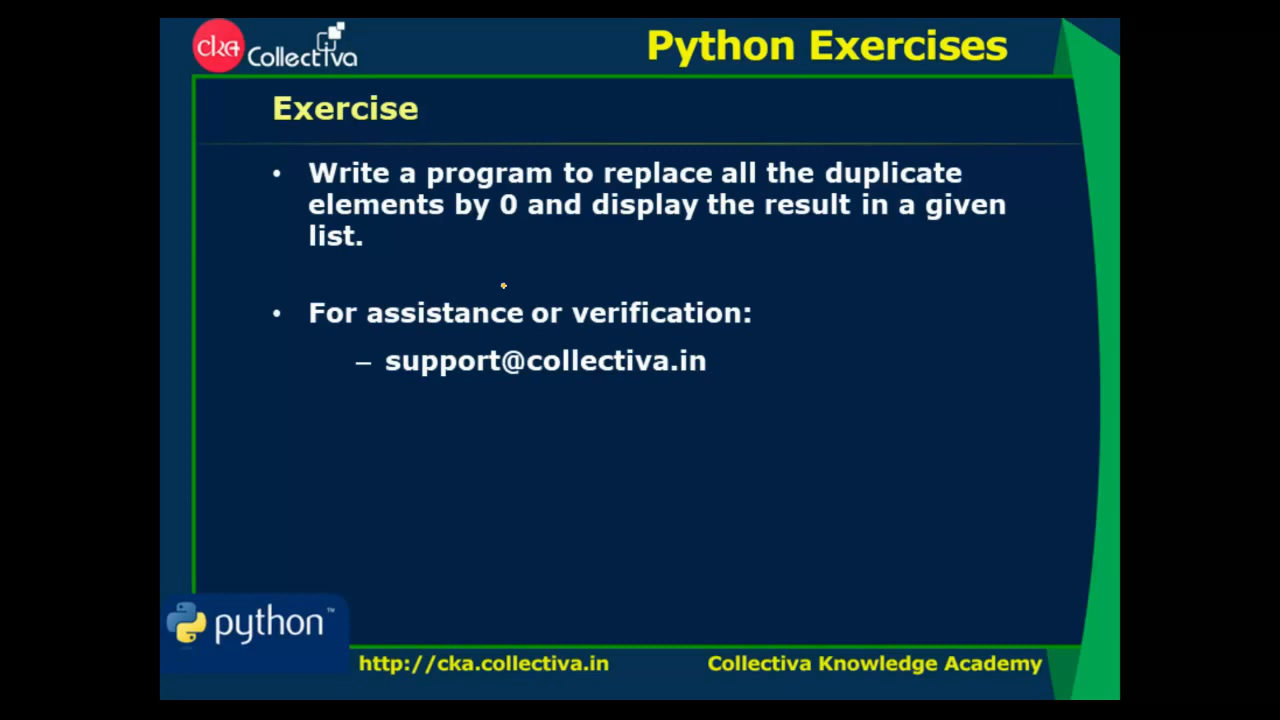 cka Collectiva
Python Exercises
Exercise
• Write a program to replace all the duplicate
elements by 0 and display the result in a given
list.
• For assistance or verification:
– support@collectiva.in
python™
http://cka.collectiva.in
Collectiva Knowledge Academy